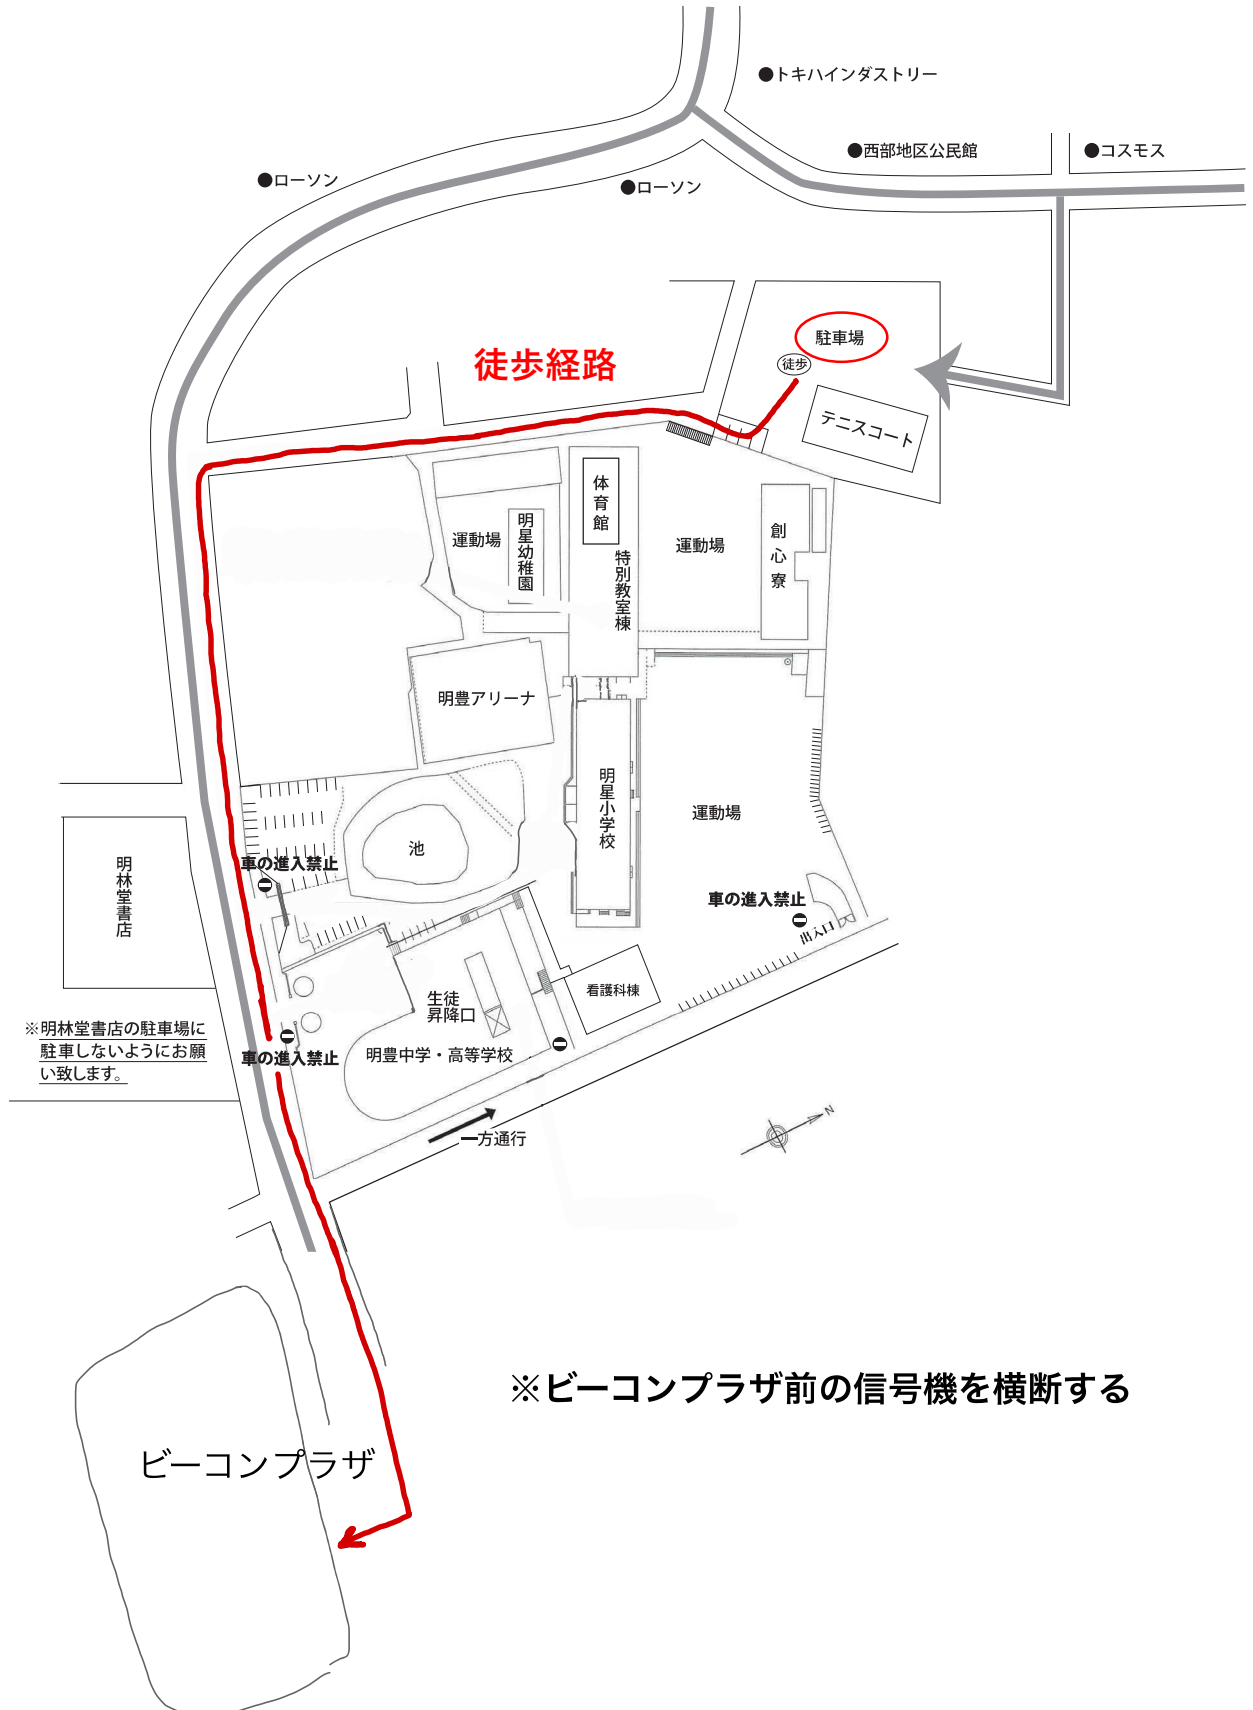 ●トキハインダストリー
●西部地区公民館
●コスモス
●ローソン
●ローソン
駐車場
徒歩
徒歩経路
テニスコート
体育館
明星幼稚園
運動場
特別教室棟
運動場
創心寮
明豊アリーナ
明星小学校
運動場
池
明林堂書店
車の進入禁止
車の進入禁止
出入口
看護科棟
生徒
昇降口
※明林堂書店の駐車場に
駐車しないようにお願
い致します。
車の進入禁止
明豊中学・高等学校
一方通行
N
※ビーコンプラザ前の信号機を横断する
ビーコンプラザ